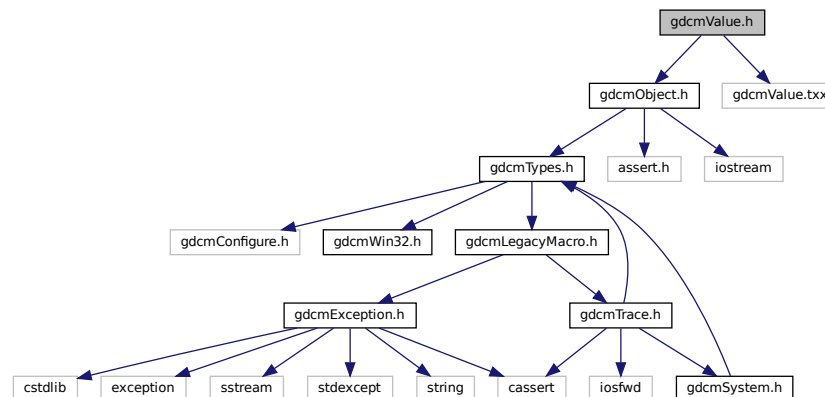 gdcmValue.h
gdcmObject.h
gdcmValue.txx
gdcmTypes.h
assert.h
iostream
gdcmConfigure.h
gdcmWin32.h
gdcmLegacyMacro.h
gdcmException.h
gdcmTrace.h
cstdlib
exception
sstream
stdexcept
string
cassert
iosfwd
gdcmSystem.h